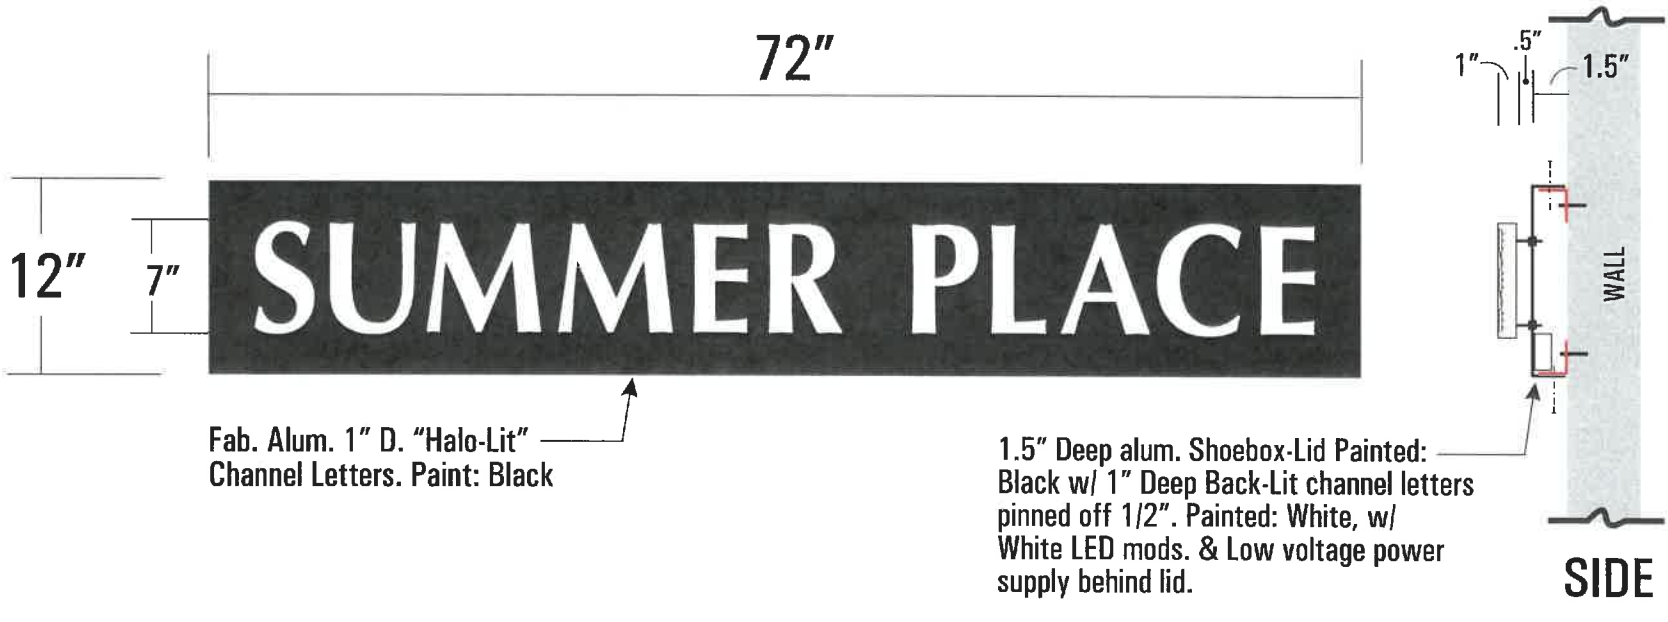 72"
.5"
1"
1.5"
12"
7"
SUMMER PLACE
WALL
Fab. Alum. 1" D. "Halo-Lit"
Channel Letters. Paint: Black
1.5" Deep alum. Shoebox-Lid Painted:
Black w/ 1" Deep Back-Lit channel letters
pinned off 1/2". Painted: White, w/
White LED mods. & Low voltage power
supply behind lid.
SIDE